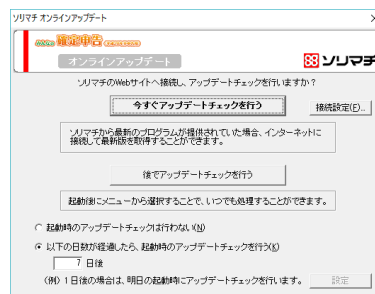 ソリマチ オンラインアップデート
確定申告
オンラインアップデート
ソリマチ
ソリマチのWebサイトへ接続し、アップデートチェックを行いますか？
今すぐアップデートチェックを行う
接続設定(E)...
ソリマチから最新のプログラムが提供されていた場合、インターネットに
接続して最新版を取得することができます。
後でアップデートチェックを行う
起動後にメニューから選択することで、いつでも処理することができます。
起動時のアップデートチェックは行わない(N)
以下の日数が経過したら、起動時のアップデートチェックを行う(K)
7 日後
(例) 1日後の場合は、明日の起動時にアップデートチェックを行います。
設定